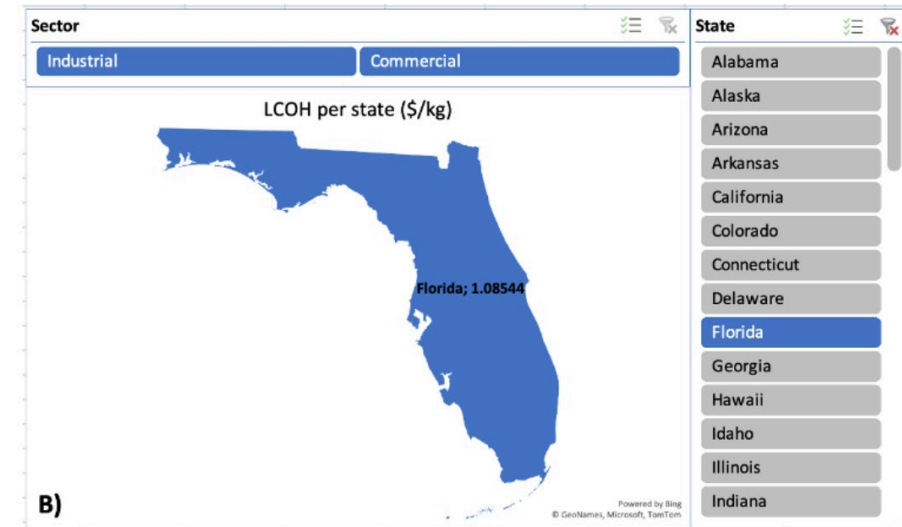 Sector
Industrial
Commercial
LCOH per state ($/kg)
Florida; 1.08544
B)
Powered by Bing
© GeoNames, Microsoft, TomTom
State
Alabama
Alaska
Arizona
Arkansas
California
Colorado
Connecticut
Delaware
Florida
Georgia
Hawaii
Idaho
Illinois
Indiana